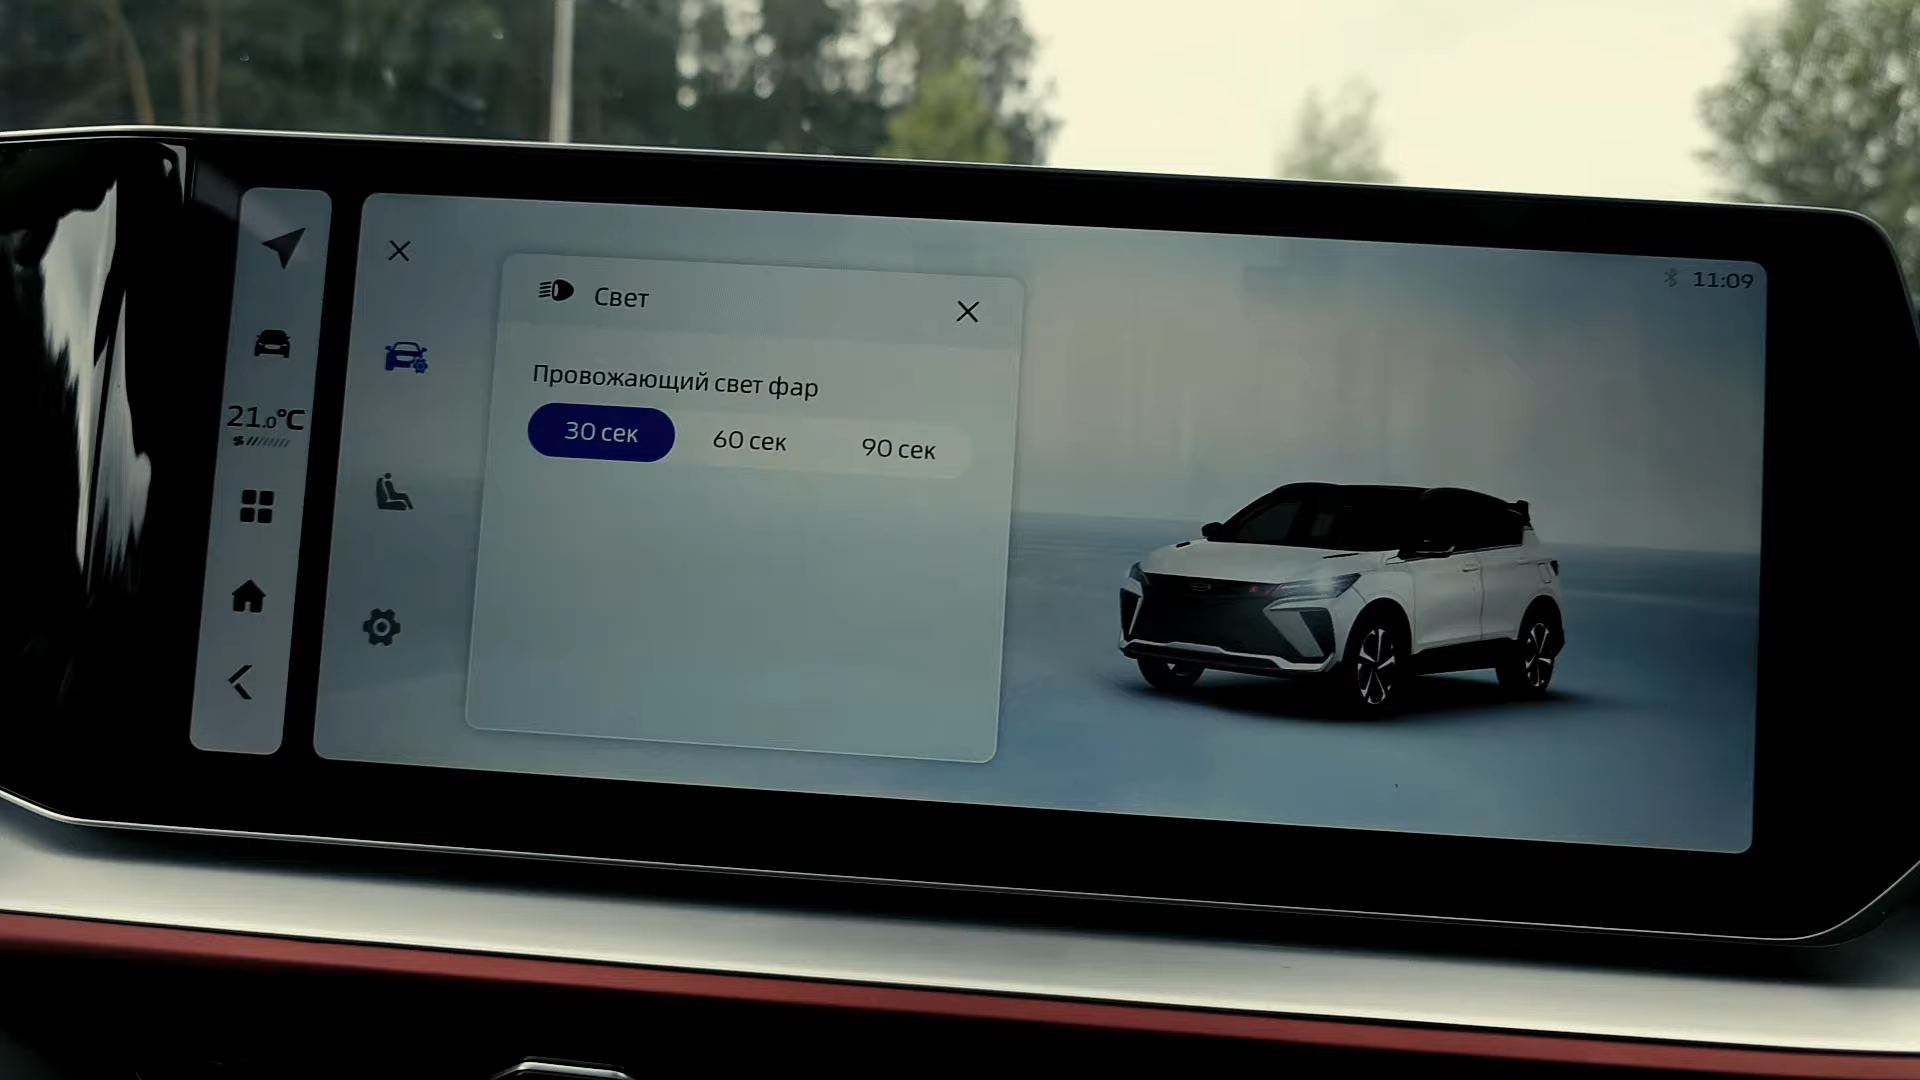 11:09
Свет
Провожающий свет фар
30 сек 60 сек 90 сек
21.0°C